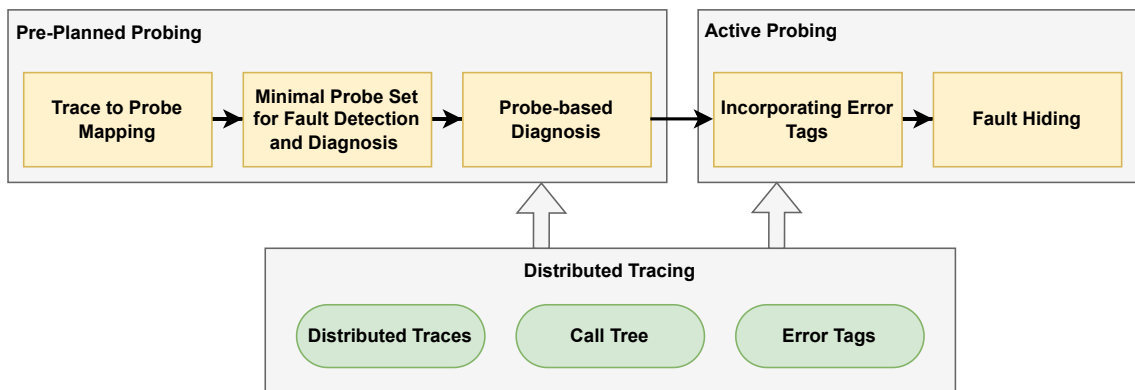 Pre-Planned Probing
Trace to Probe
Mapping
Minimal Probe Set
for Fault Detection
and Diagnosis
Probe-based
Diagnosis
Active Probing
Incorporating Error
Tags
Fault Hiding
Distributed Tracing
Distributed Traces
Call Tree
Error Tags